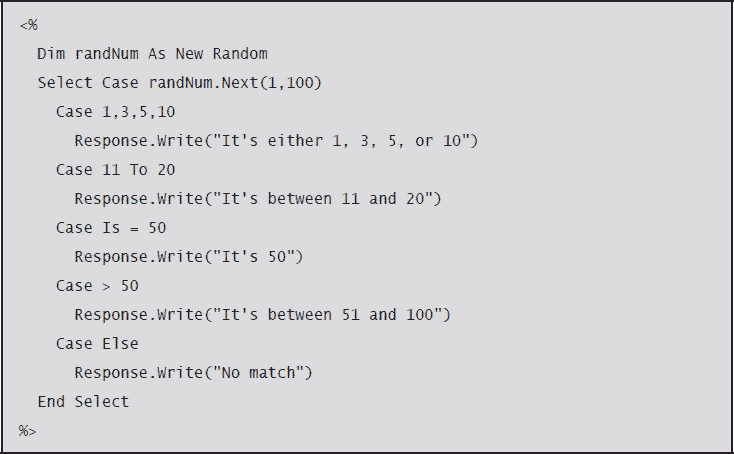 <%
Dim randNum As New Random
Select Case randNum.Next(1,100)
Case 1,3,5,10
Response.Write("It's either 1, 3, 5, or 10")
Case 11 To 20
Response.Write("It's between 11 and 20")
Case Is = 50
Response.Write("It's 50")
Case > 50
Response.Write("It's between 51 and 100")
Case Else
Response.Write("No match")
End Select
%>